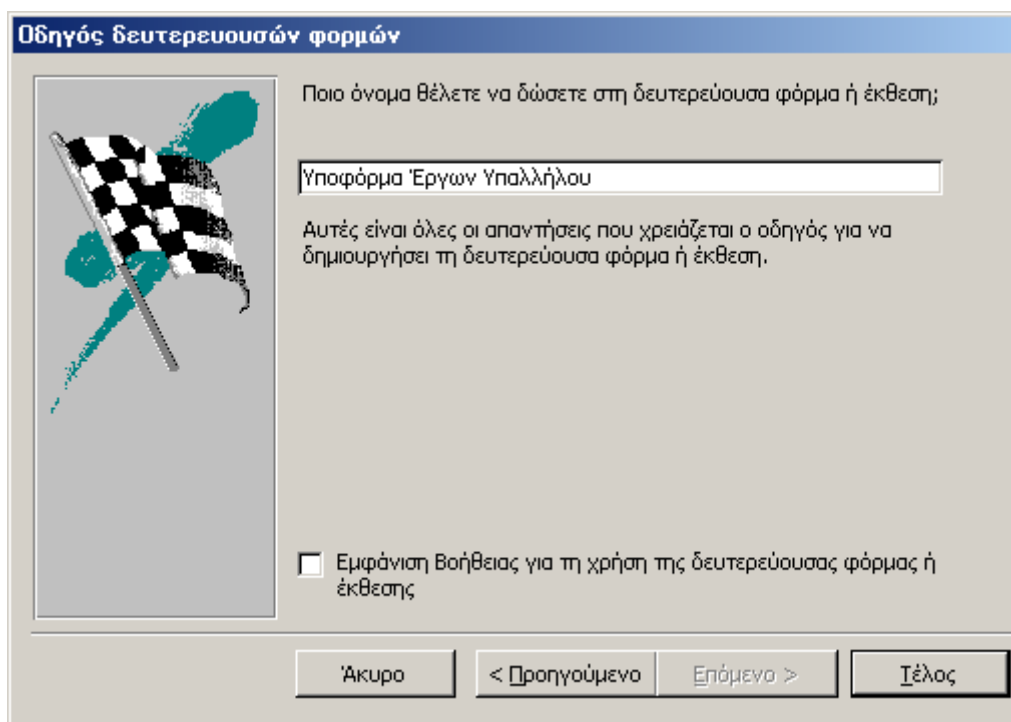 Οδηγός δευτερευουσών φορμών
Ποιο όνομα θέλετε να δώσετε στη δευτερεύουσα φόρμα ή έκθεση;
Υποφόρμα Έργων Υπαλλήλου
Αυτές είναι όλες οι απαντήσεις που χρειάζεται ο οδηγός για να
δημιουργήσει τη δευτερεύουσα φόρμα ή έκθεση.
Εμφάνιση Βοήθειας για τη χρήση της δευτερεύουσας φόρμας ή
έκθεσης
Άκυρο
< Προηγούμενο
Επόμενο >
Τέλος